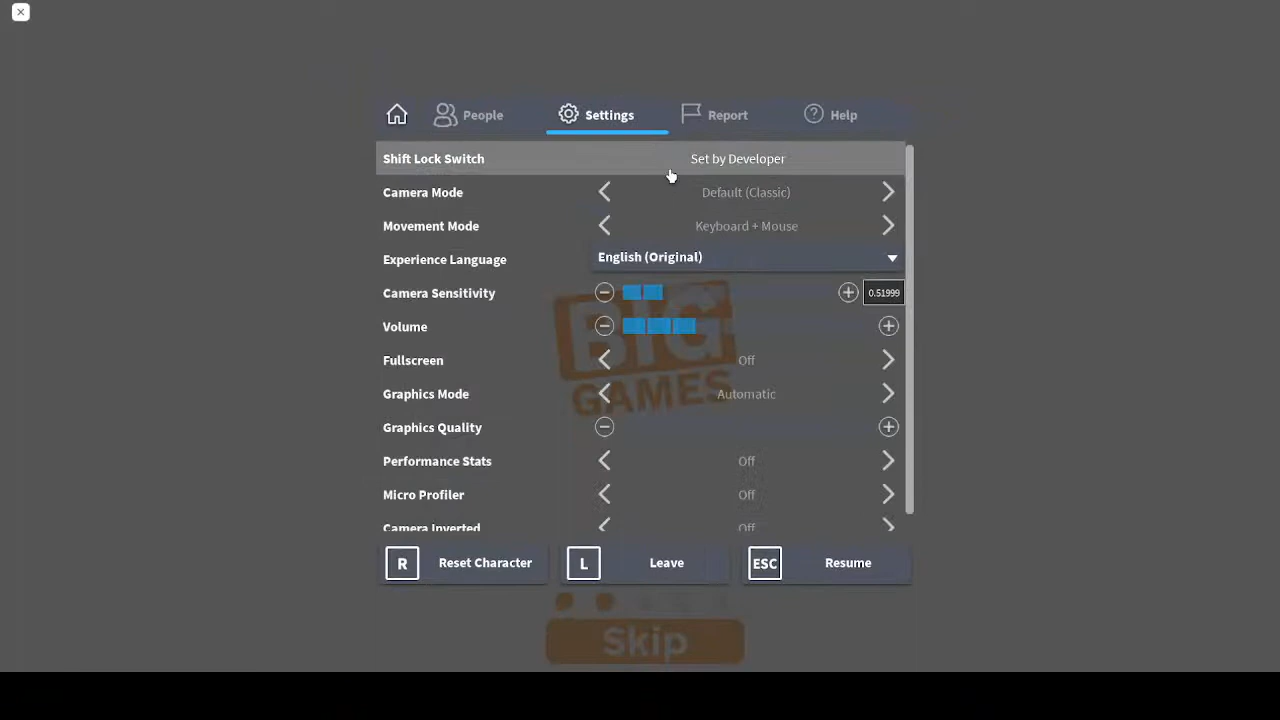 People
Settings
Report
Help
Shift Lock Switch Set by Developer
Camera Mode Default (Classic)
Movement Mode Keyboard + Mouse
Experience Language English (Original)
Camera Sensitivity 0.51999
Volume
Fullscreen Off
Graphics Mode Automatic
Graphics Quality
Performance Stats Off
Micro Profiler Off
Camera Inverted Off
BIG
GAMES
R Reset Character
L Leave
ESC Resume
Skip